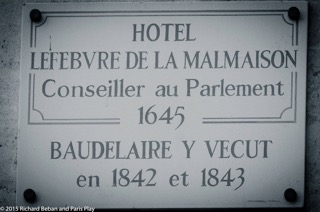 HOTEL
LEFEBVRE DE LA MALMAISON
Conseiller au Parlement
1645
BAUDELAIRE Y VECUT
en 1842 et 1843
©2015 Richard Beban and Paris Play